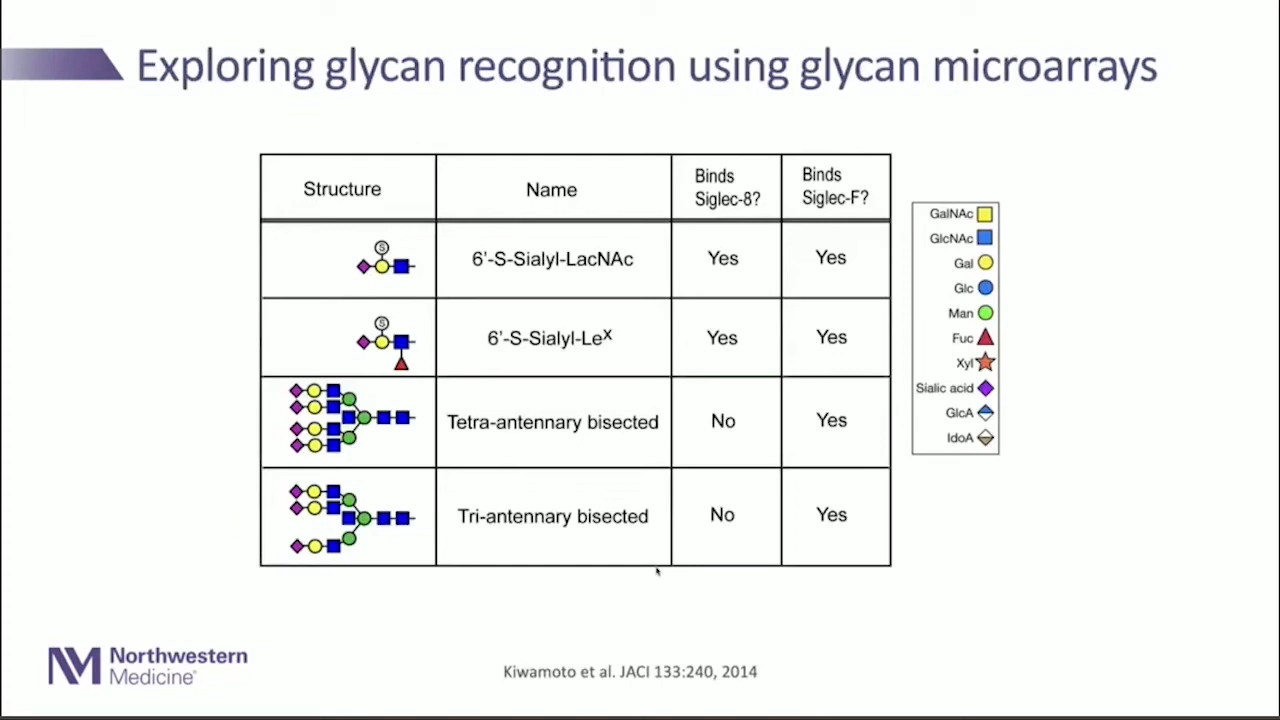 Exploring glycan recognition using glycan microarrays
Structure
Name
Binds
Siglec-8?
Binds
Siglec-F?
S
6'-S-Sialyl-LacNAc
Yes
Yes
S
6'-S-Sialyl-Leˣ
Yes
Yes
Tetra-antennary bisected
No
Yes
Tri-antennary bisected
No
Yes
GalNAc
GlcNAc
Gal
Glc
Man
Fuc
Xyl
Sialic acid
GlcA
IdoA
NM
Northwestern
Medicine®
Kiwamoto et al. JACI 133:240, 2014